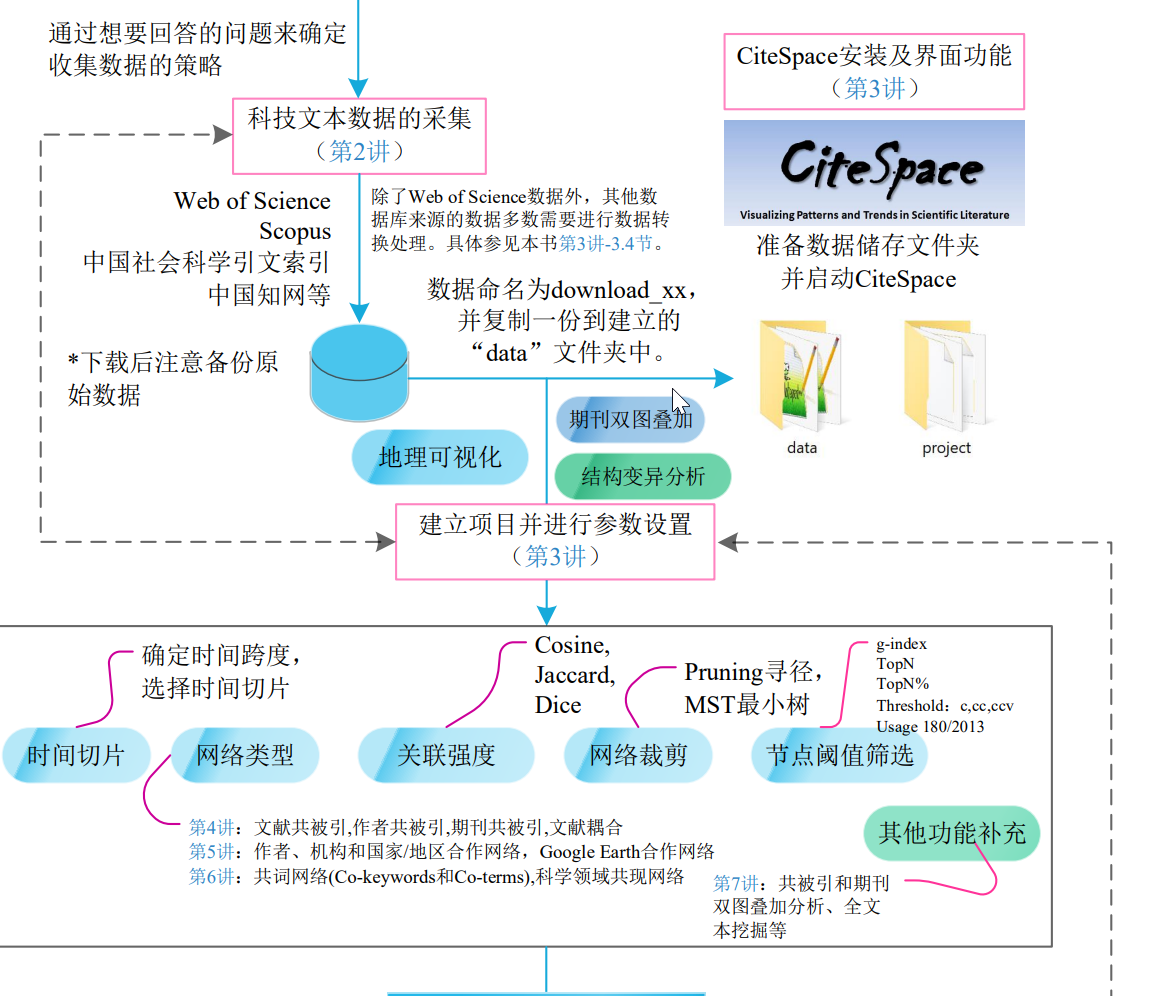 通过想要回答的问题来确定
收集数据的策略
科技文本数据的采集
（第2讲）
CiteSpace安装及界面功能
（第3讲）
CiteSpace
Visualizing Patterns and Trends in Scientific Literature
准备数据储存文件夹
并启动CiteSpace
Web of Science
Scopus
中国社会科学引文索引
中国知网等
除了Web of Science数据外，其他数
据库来源的数据多数需要进行数据转
换处理。具体参见本书第3讲-3.4节。
数据命名为download_xx，
并复制一份到建立的
“data”文件夹中。
*下载后注意备份原
始数据
data
project
期刊双图叠加
地理可视化
结构变异分析
建立项目并进行参数设置
（第3讲）
确定时间跨度，
选择时间切片
Cosine,
Jaccard,
Dice
Pruning寻径，
MST最小树
g-index
TopN
TopN%
Threshold：c,cc,ccv
Usage 180/2013
时间切片
网络类型
关联强度
网络裁剪
节点阈值筛选
第4讲：文献共被引,作者共被引,期刊共被引,文献耦合
第5讲：作者、机构和国家/地区合作网络，Google Earth合作网络
第6讲：共词网络(Co-keywords和Co-terms),科学领域共现网络
其他功能补充
第7讲：共被引和期刊
双图叠加分析、全文
本挖掘等